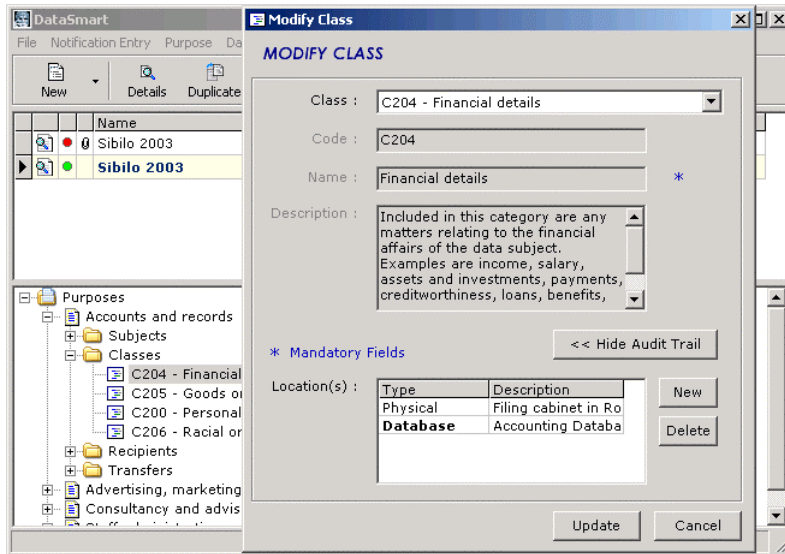 DataSmart
File Notification Entry Purpose Da
New
Details
Duplicate
Name
Sibilo 2003
Sibilo 2003
Purposes
Accounts and records
Subjects
Classes
C204 - Financial
C205 - Goods o
C200 - Personal
C206 - Racial or
Recipients
Transfers
Advertising, marketing
Consultancy and advis
Modify Class
MODIFY CLASS
Class : C204 - Financial details
Code : C204
Name : Financial details *
Description : Included in this category are any
matters relating to the financial
affairs of the data subject.
Examples are income, salary,
assets and investments, payments,
creditworthiness, loans, benefits,
* Mandatory Fields
<< Hide Audit Trail
Location(s) :
Type Description
Physical Filing cabinet in Ro
Database Accounting Databa
New
Delete
Update
Cancel